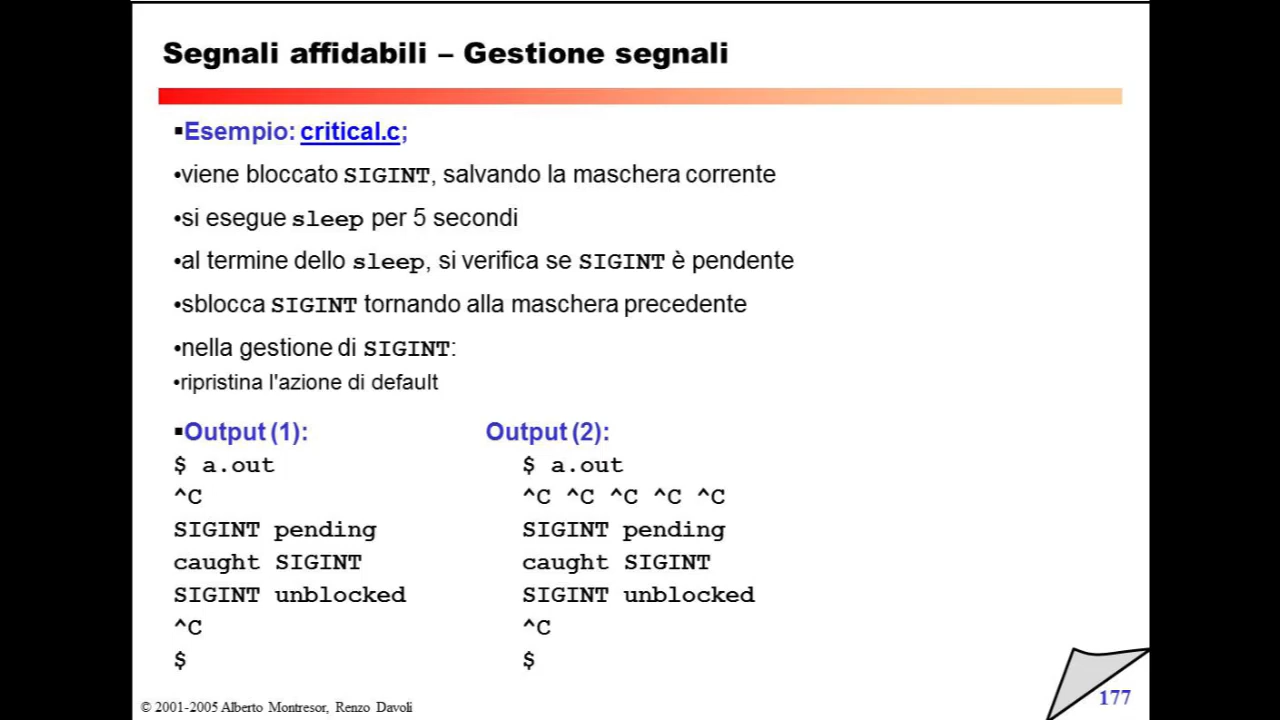 Segnali affidabili – Gestione segnali
▪Esempio: critical.c;
•viene bloccato SIGINT, salvando la maschera corrente
•si esegue sleep per 5 secondi
•al termine dello sleep, si verifica se SIGINT è pendente
•sblocca SIGINT tornando alla maschera precedente
•nella gestione di SIGINT:
•ripristina l'azione di default
▪Output (1):
$ a.out
^C
SIGINT pending
caught SIGINT
SIGINT unblocked
^C
$
Output (2):
$ a.out
^C ^C ^C ^C ^C
SIGINT pending
caught SIGINT
SIGINT unblocked
^C
$
© 2001-2005 Alberto Montresor, Renzo Davoli
177